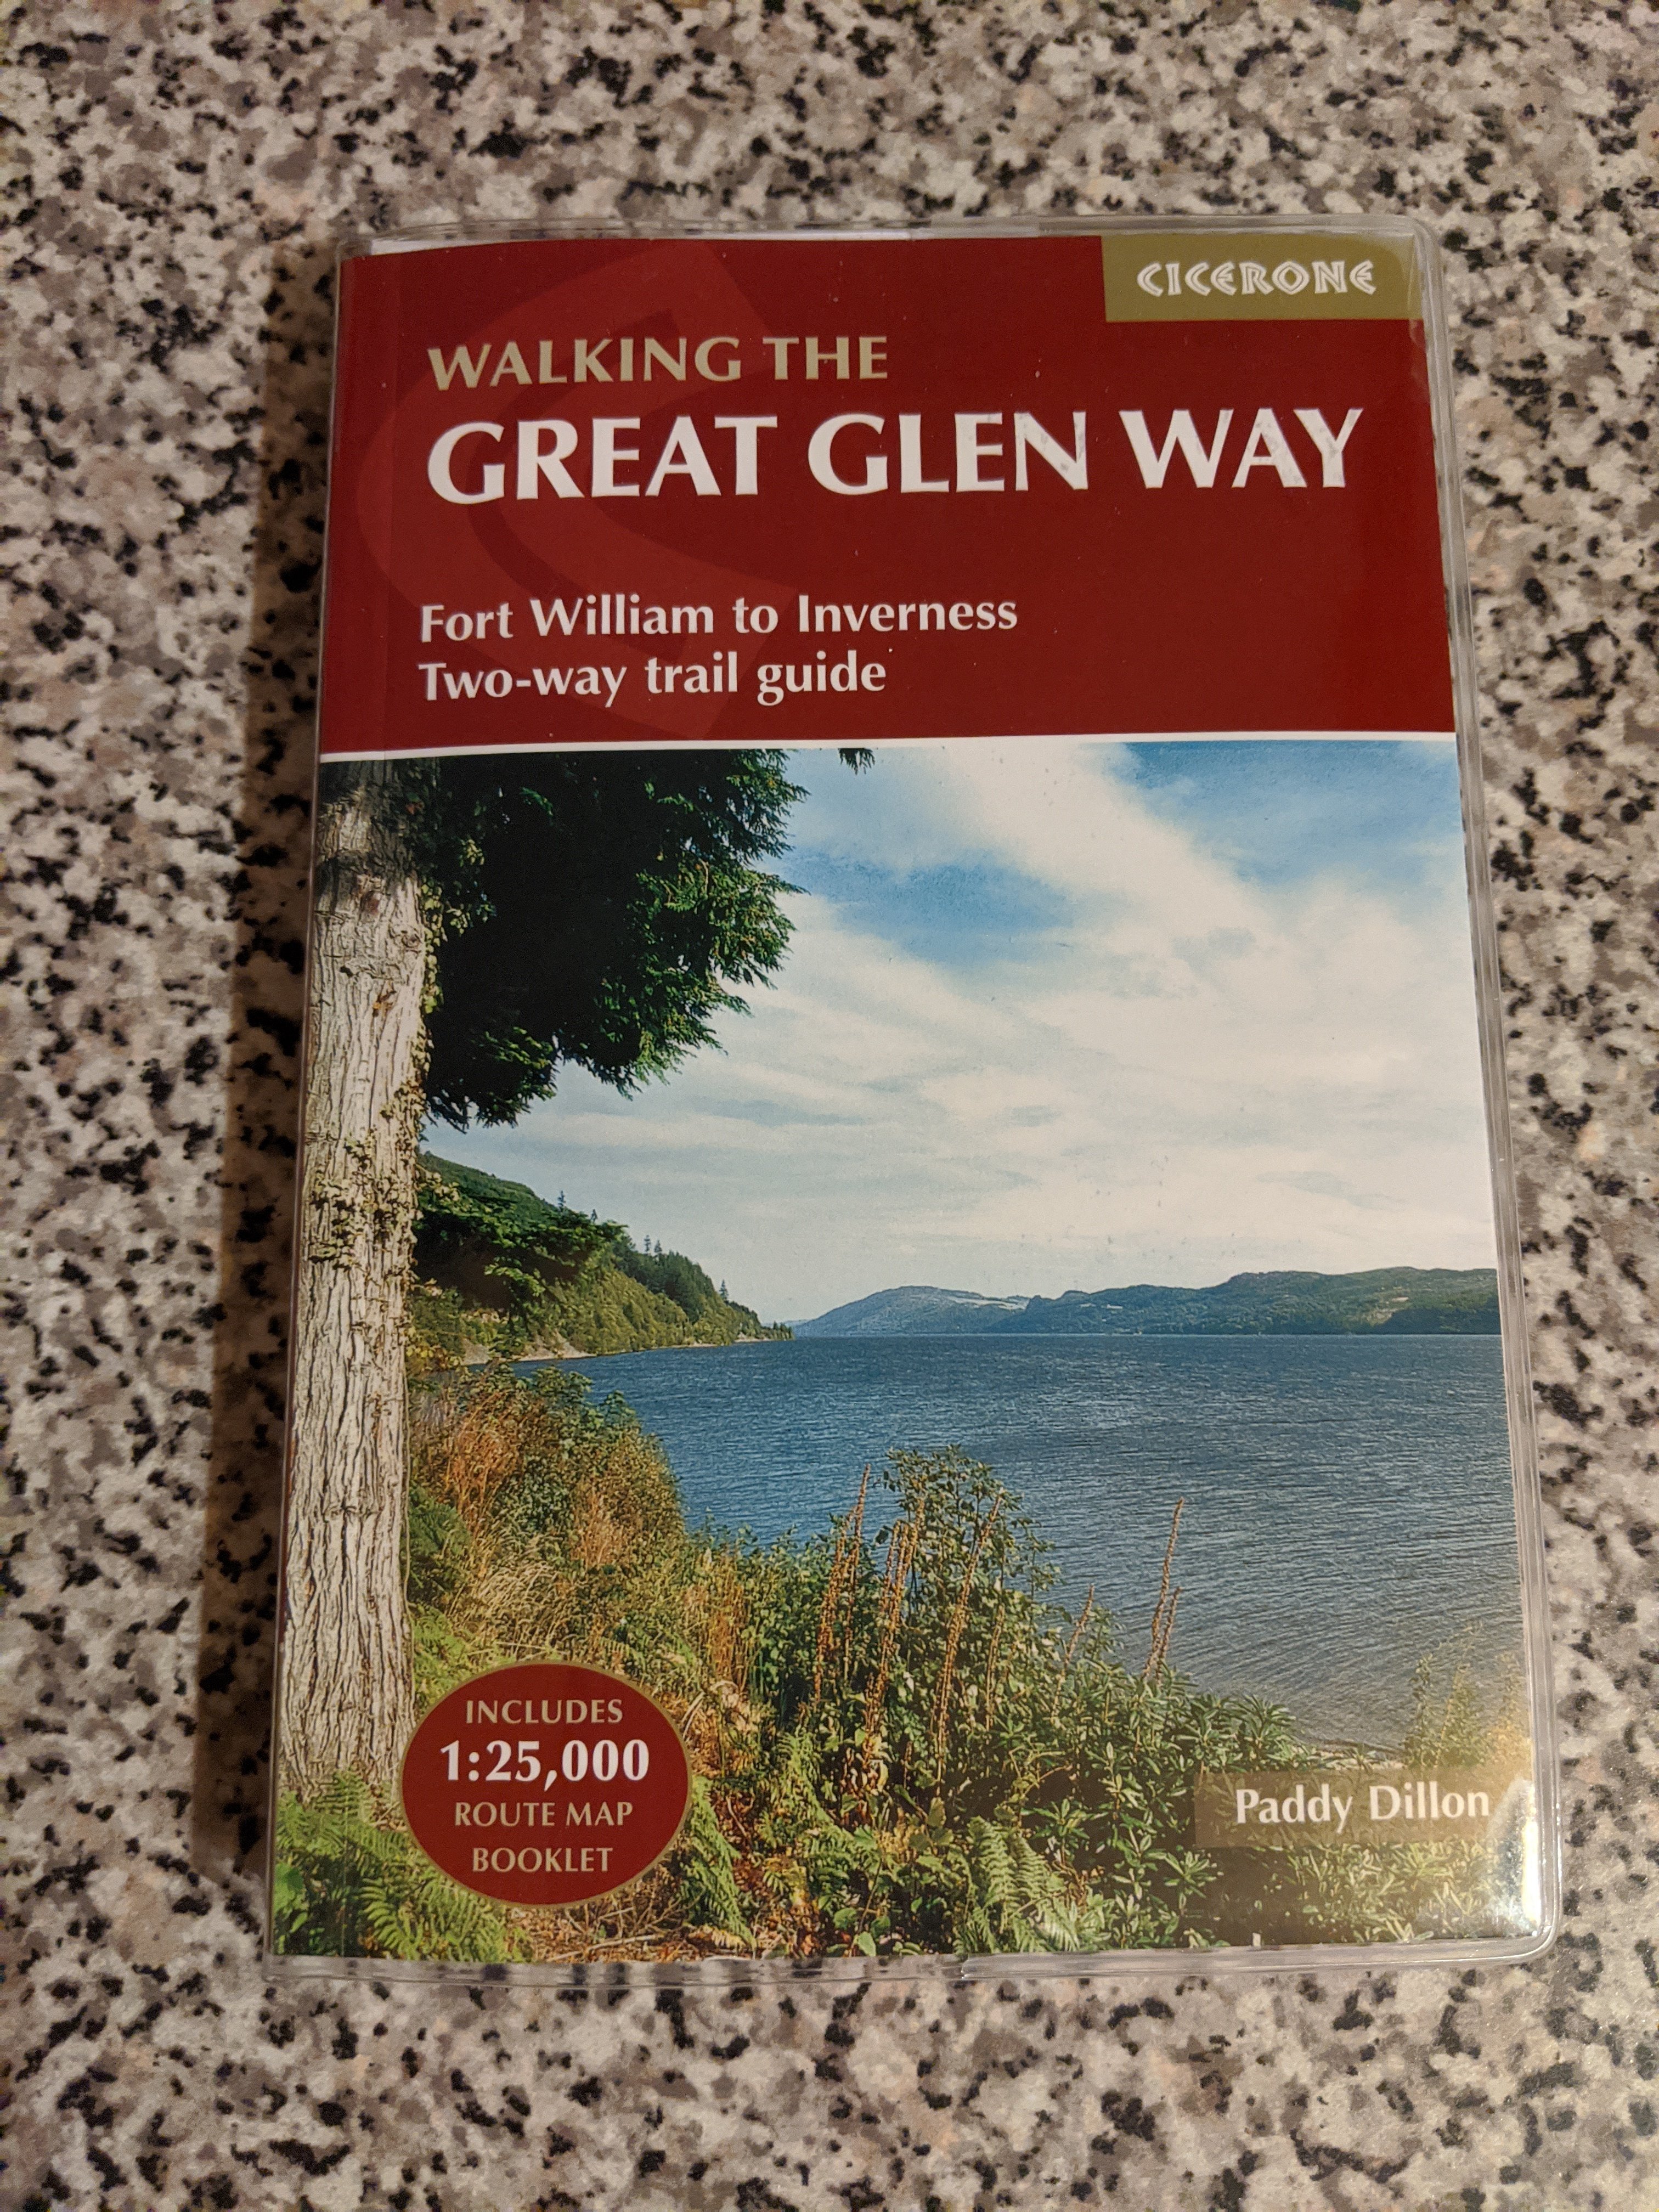 CICERONE
WALKING THE
GREAT GLEN WAY
Fort William to Inverness
Two-way trail guide
INCLUDES
1:25,000
ROUTE MAP
BOOKLET
Paddy Dillon